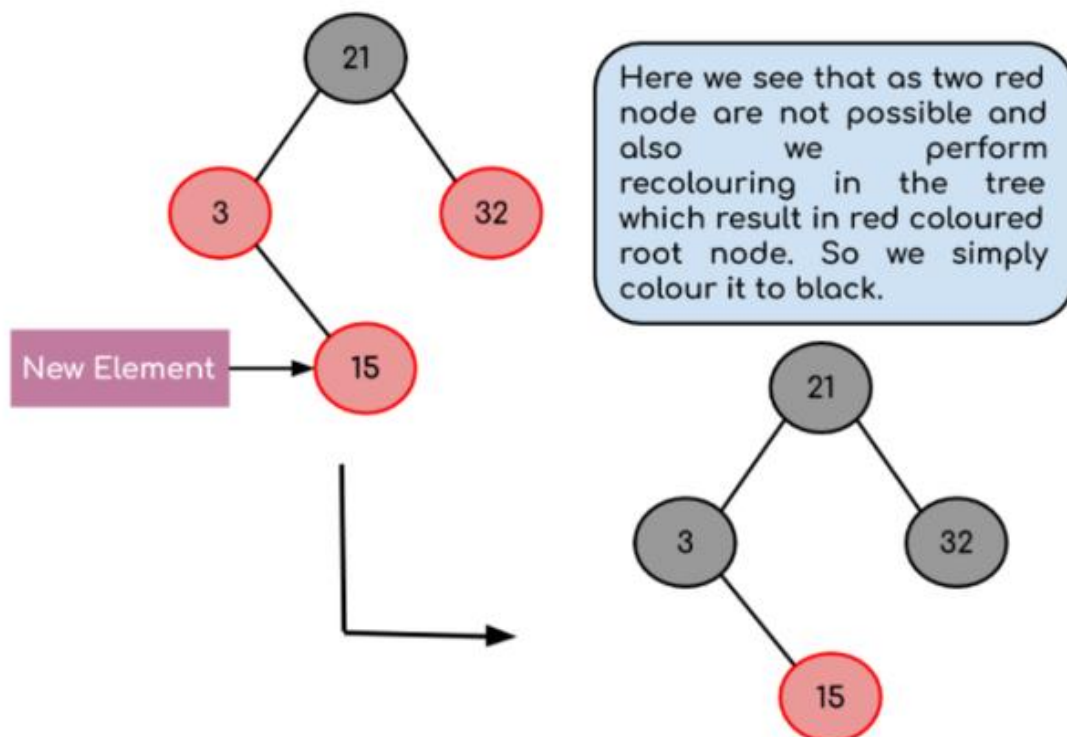 21
3
32
New Element
15
Here we see that as two red
node are not possible and
also we perform
recolouring in the tree
which result in red coloured
root node. So we simply
colour it to black.
21
3
32
15